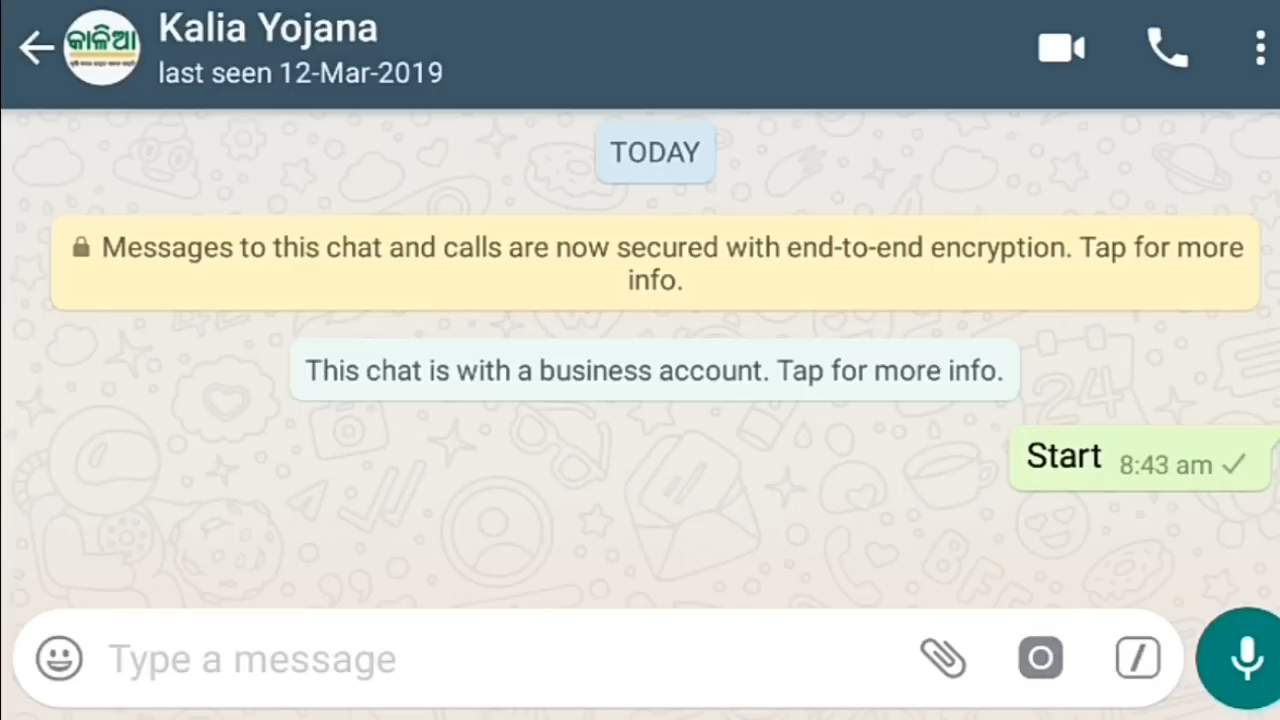 Kalia Yojana
କାଳିଆ
last seen 12-Mar-2019
TODAY
Messages to this chat and calls are now secured with end-to-end encryption. Tap for more
info.
This chat is with a business account. Tap for more info.
Start 8:43 am
Type a message